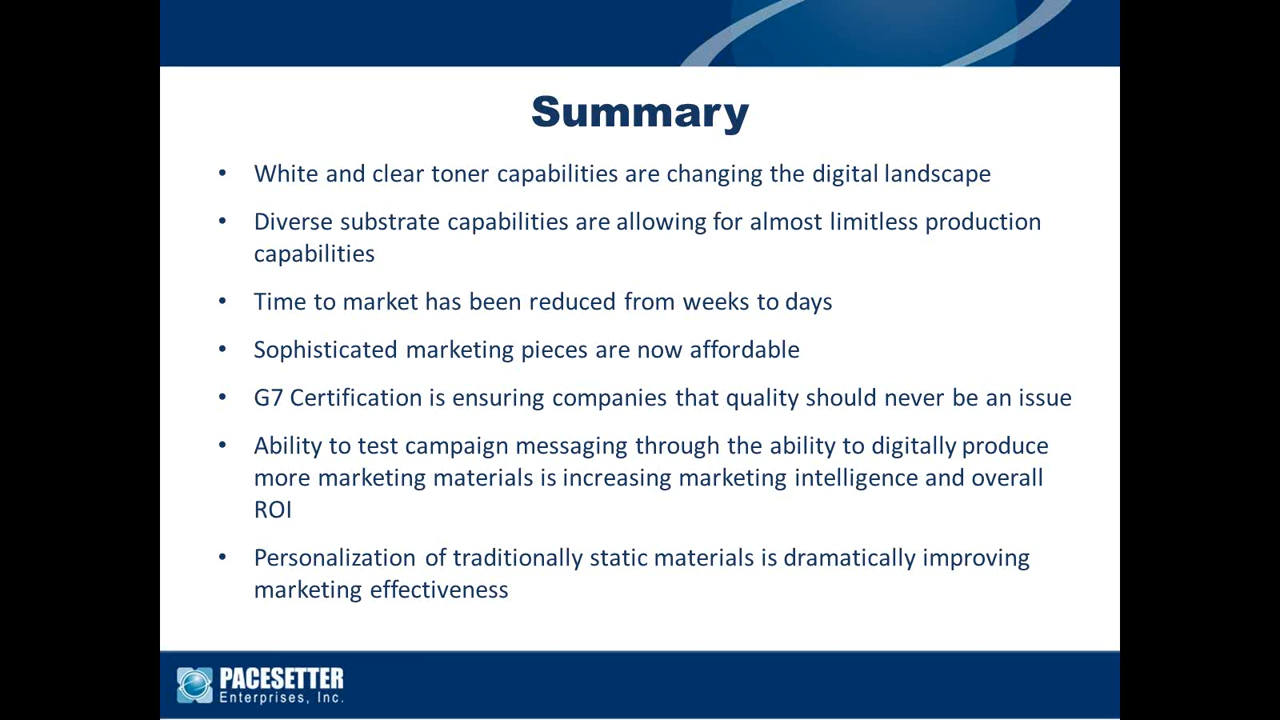 Summary
• White and clear toner capabilities are changing the digital landscape
• Diverse substrate capabilities are allowing for almost limitless production
capabilities
• Time to market has been reduced from weeks to days
• Sophisticated marketing pieces are now affordable
• G7 Certification is ensuring companies that quality should never be an issue
• Ability to test campaign messaging through the ability to digitally produce
more marketing materials is increasing marketing intelligence and overall
ROI
• Personalization of traditionally static materials is dramatically improving
marketing effectiveness
PACESETTER
Enterprises, Inc.